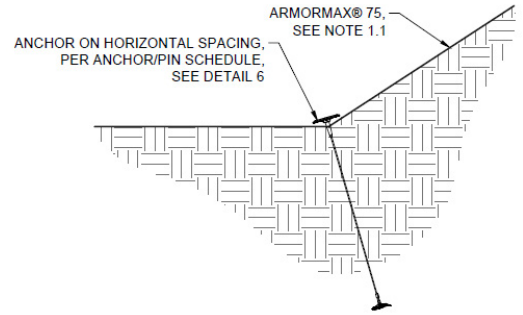 ARMORMAX® 75,
SEE NOTE 1.1
ANCHOR ON HORIZONTAL SPACING,
PER ANCHOR/PIN SCHEDULE,
SEE DETAIL 6